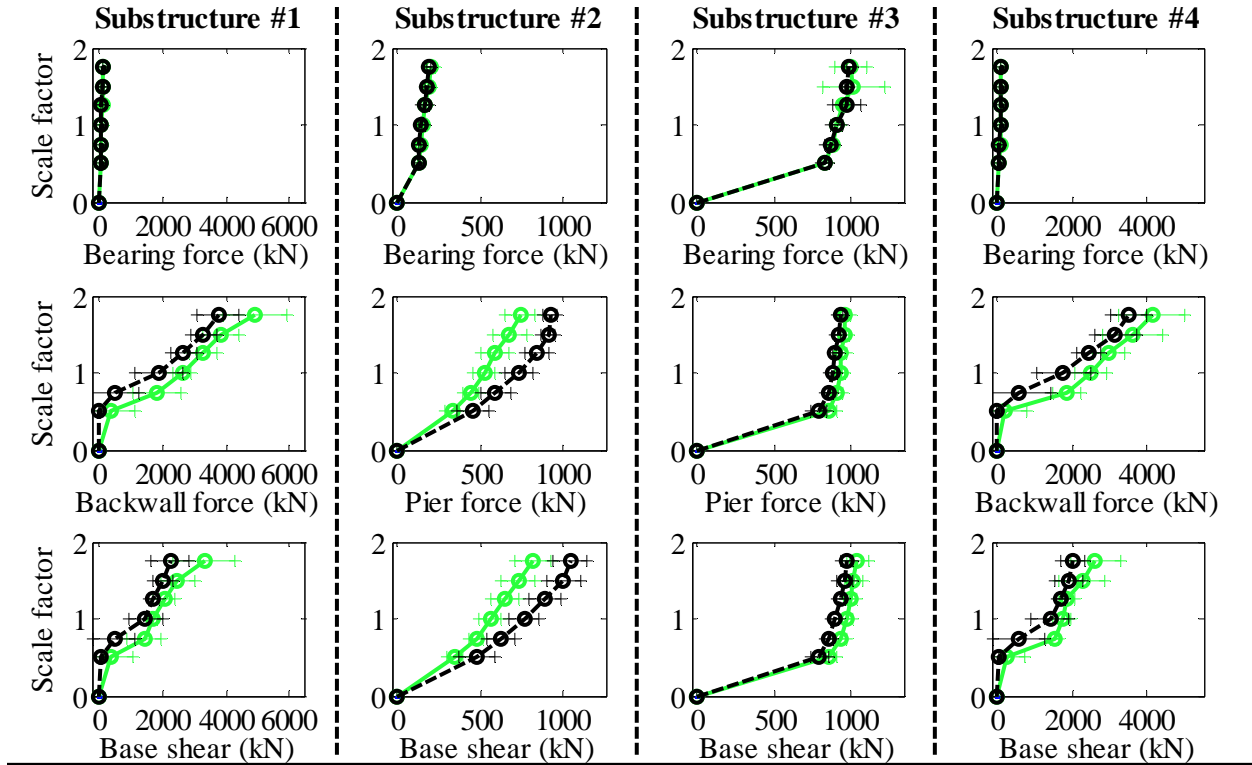 Substructure #1 Substructure #2 Substructure #3 Substructure #4
Scale factor
2 2 2 2
1 1 1 1
0 0 0 0
0 2000 4000 6000 0 500 1000 0 500 1000 0 2000 4000
Bearing force (kN) Bearing force (kN) Bearing force (kN) Bearing force (kN)
Scale factor
2 2 2 2
1 1 1 1
0 0 0 0
0 2000 4000 6000 0 500 1000 0 500 1000 0 2000 4000
Backwall force (kN) Pier force (kN) Pier force (kN) Backwall force (kN)
Scale factor
2 2 2 2
1 1 1 1
0 0 0 0
0 2000 4000 6000 0 500 1000 0 500 1000 0 2000 4000
Base shear (kN) Base shear (kN) Base shear (kN) Base shear (kN)